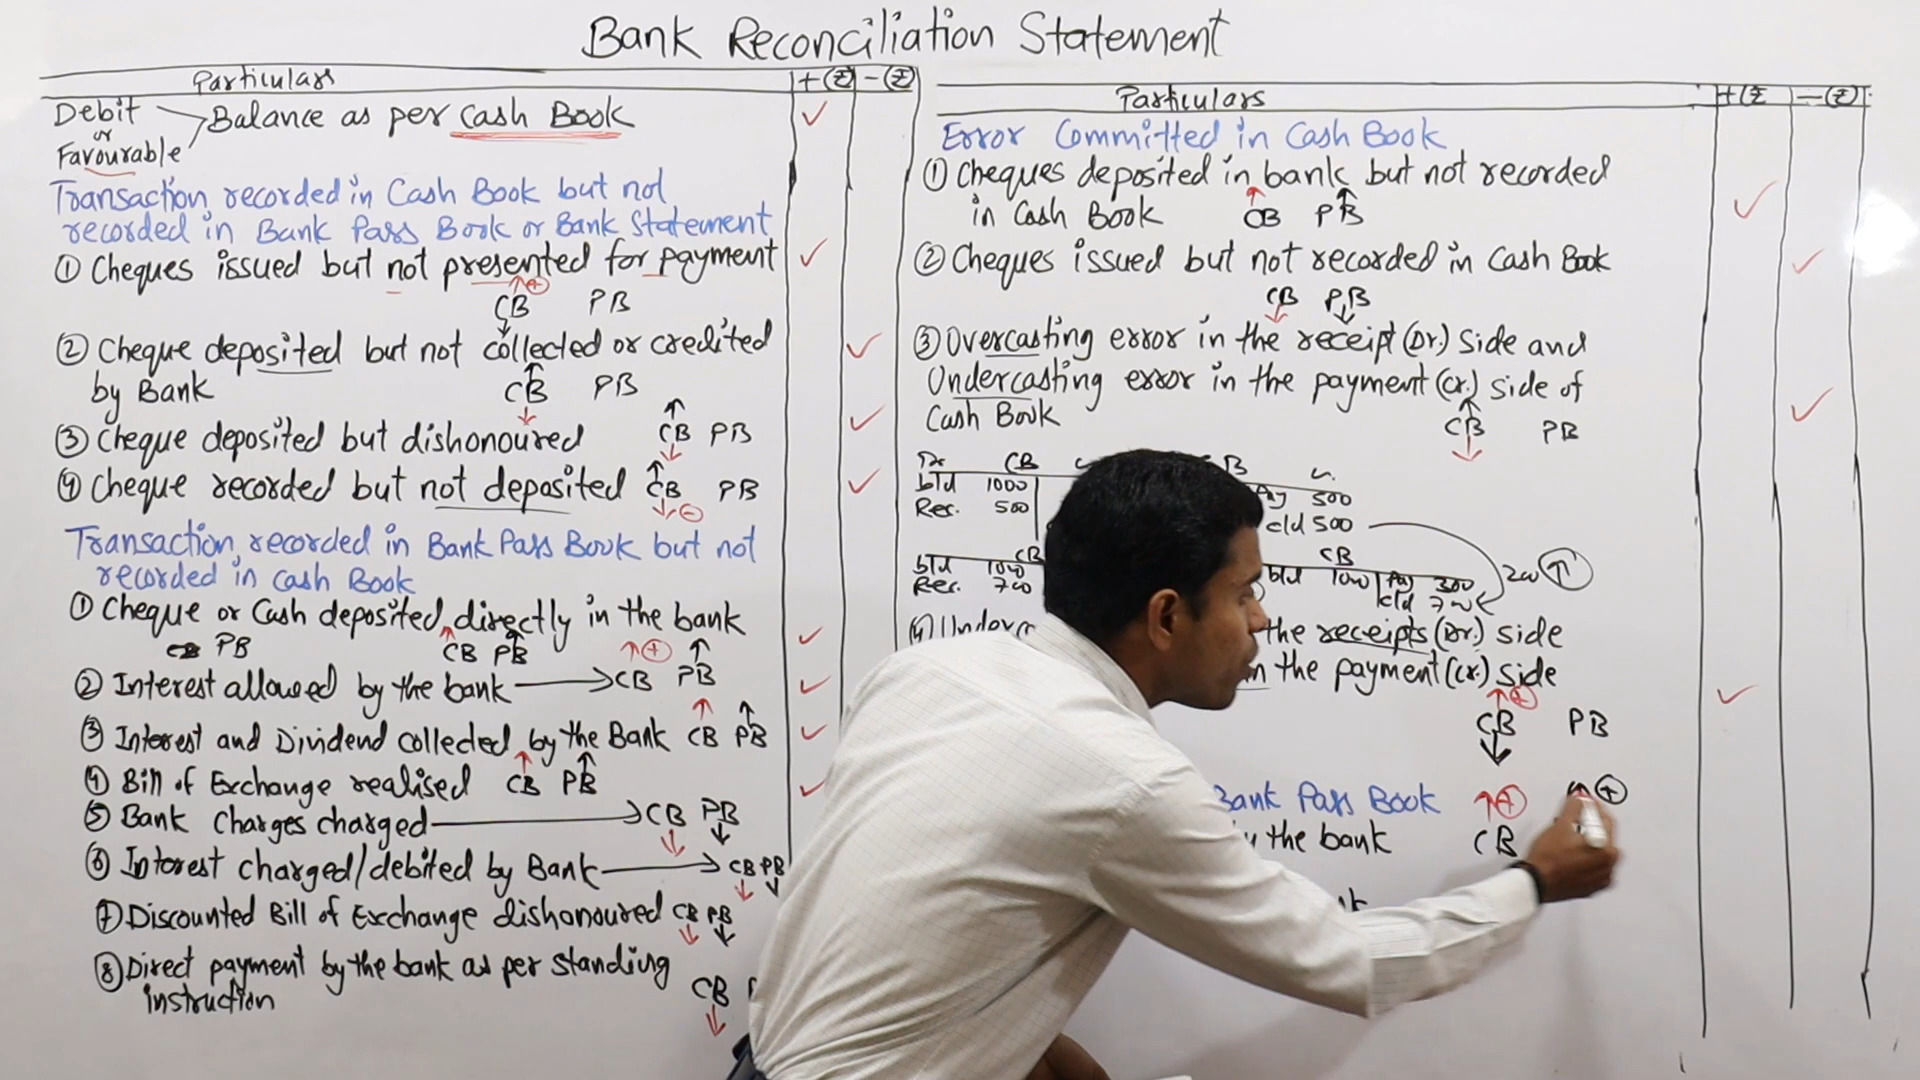 Bank Reconciliation Statement
Particulars +(₹) -(₹)
Debit
or
Favourable
Balance as per Cash Book
Transaction recorded in Cash Book but not
recorded in Bank Pass Book or Bank Statement
① Cheques issued but not presented for payment
CB PB
② Cheque deposited but not collected or credited
by Bank CB PB
③ Cheque deposited but dishonoured CB PB
④ Cheque recorded but not deposited CB PB
Transaction recorded in Bank Pass Book but not
recorded in Cash Book
① Cheque or Cash deposited directly in the bank
CB PB CB PB
② Interest allowed by the bank CB PB
③ Interest and Dividend collected by the Bank CB PB
④ Bill of Exchange realised CB PB
⑤ Bank Charges charged CB PB
⑥ Interest charged/debited by Bank CB PB
⑦ Discounted Bill of Exchange dishonoured CB PB
⑧ Direct payment by the bank as per standing
instruction CB
Particulars +(₹ -(₹)
Error Committed in Cash Book
① Cheques deposited in bank but not recorded
in Cash Book CB PB
② Cheques issued but not recorded in Cash Book
CB PB
③ Overcasting error in the receipt (Dr.) side and
Undercasting error in the payment (Cr.) side of
Cash Book CB PB
Dr CB
b/d 1000 500
Rec. 500 c/d 500
CB CB
b/d 1000 b/d 1000 Pay 300 200
Rec. 700 c/d 700
the receipts (Dr.) side
in the payment (Cr.) side
CB PB
Bank Pass Book
by the bank CB